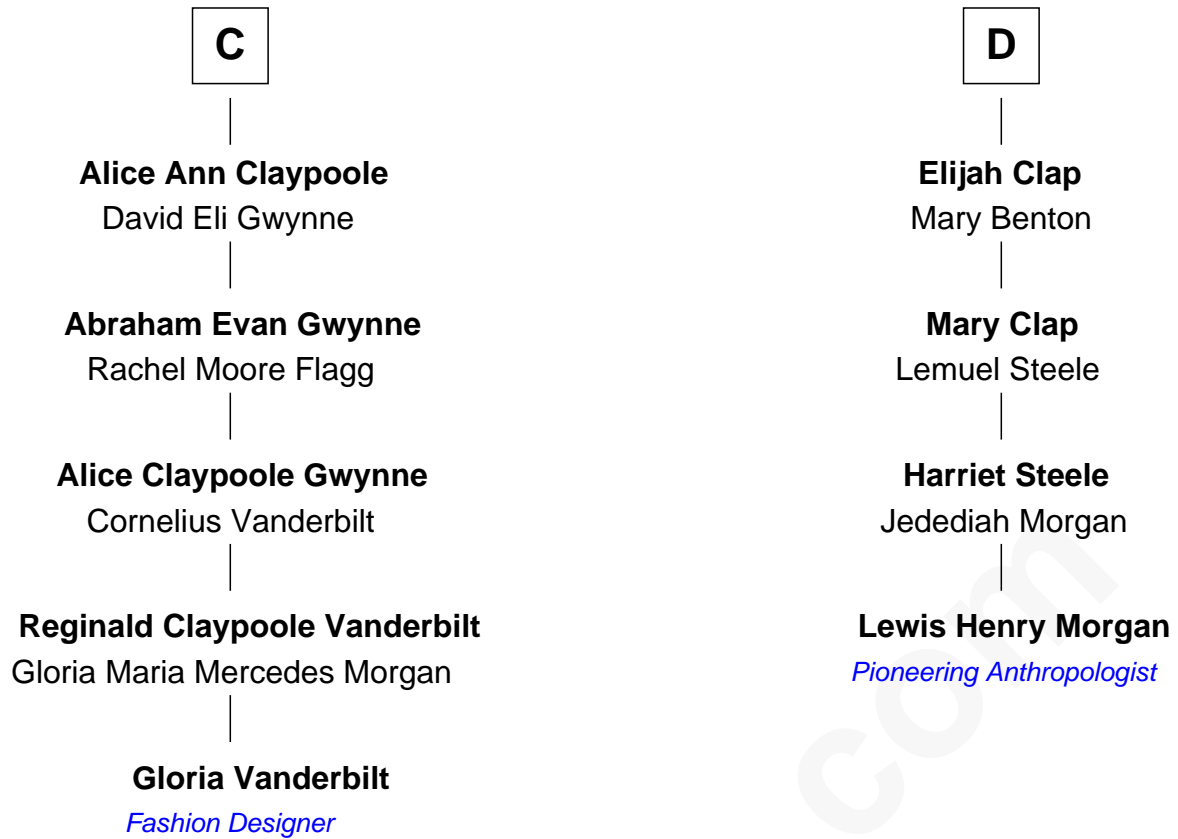 C
Alice Ann Claypoole
David Eli Gwynne
Abraham Evan Gwynne
Rachel Moore Flagg
Alice Claypoole Gwynne
Cornelius Vanderbilt
Reginald Claypoole Vanderbilt
Gloria Maria Mercedes Morgan
Gloria Vanderbilt
Fashion Designer
D
Elijah Clap
Mary Benton
Mary Clap
Lemuel Steele
Harriet Steele
Jedediah Morgan
Lewis Henry Morgan
Pioneering Anthropologist
com